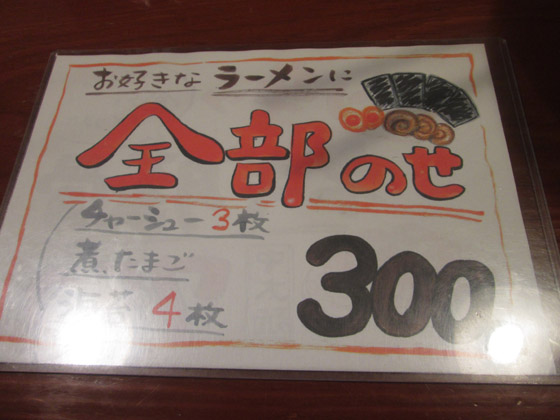 お好きなラーメンに
全部のせ
チャーシュー3枚
煮たまご
海苔4枚
300